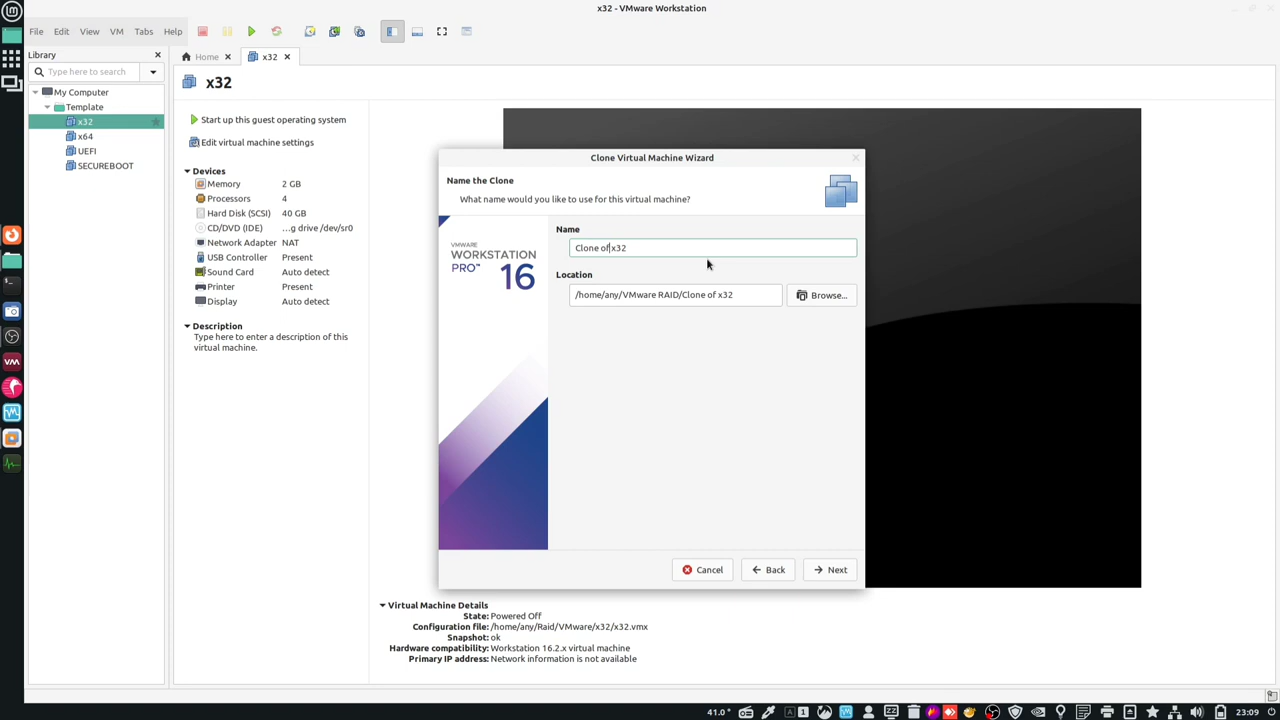 x32 - VMware Workstation
File Edit View VM Tabs Help
Library
Home
x32
Type here to search
x32
My Computer
Template
x32
x64
UEFI
SECUREBOOT
Start up this guest operating system
Edit virtual machine settings
Devices
Memory 2 GB
Processors 4
Hard Disk (SCSI) 40 GB
CD/DVD (IDE) ...g drive /dev/sr0
Network Adapter NAT
USB Controller Present
Sound Card Auto detect
Printer Present
Display Auto detect
Description
Type here to enter a description of this
virtual machine.
Clone Virtual Machine Wizard
Name the Clone
What name would you like to use for this virtual machine?
VMWARE
WORKSTATION
PRO™ 16
Name
Clone of x32
Location
/home/any/VMware RAID/Clone of x32
Browse...
Cancel
Back
Next
Virtual Machine Details
State: Powered Off
Configuration file: /home/any/Raid/VMware/x32/x32.vmx
Snapshot: ok
Hardware compatibility: Workstation 16.2.x virtual machine
Primary IP address: Network information is not available
41.0° 1 23:09